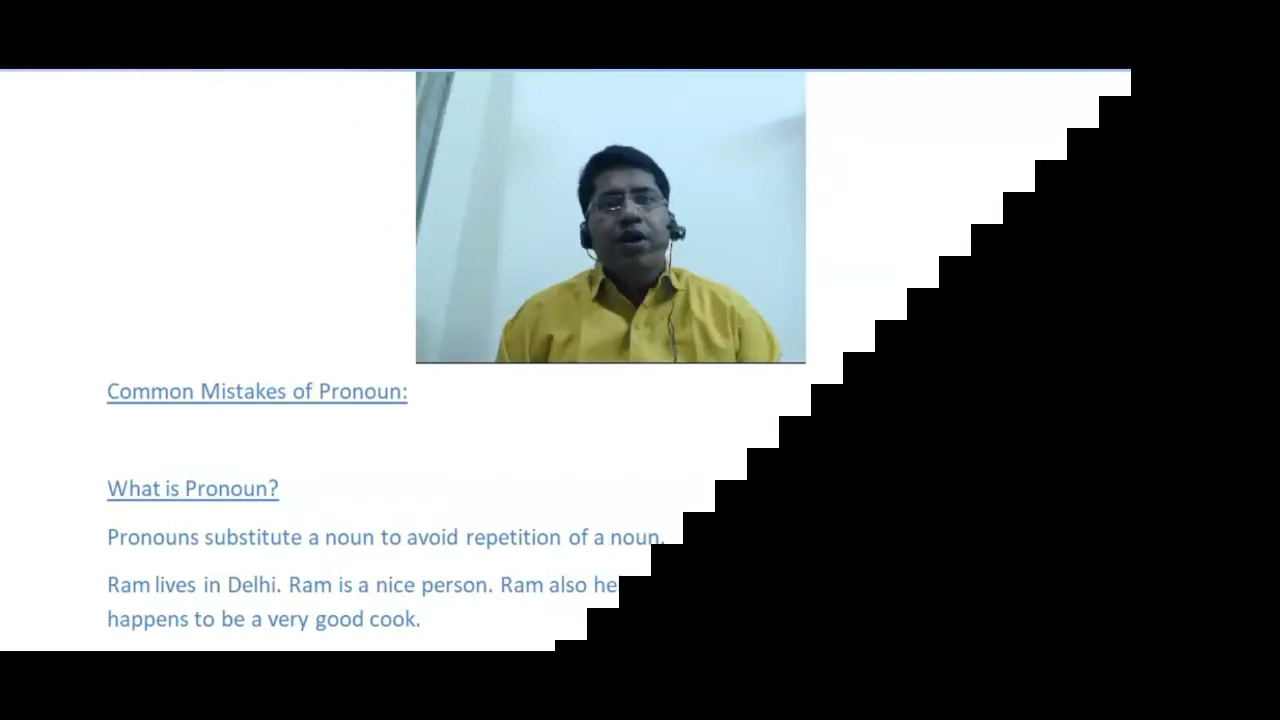 Common Mistakes of Pronoun:
What is Pronoun?
Pronouns substitute a noun to avoid repetition of a noun.
Ram lives in Delhi. Ram is a nice person. Ram also
happens to be a very good cook.